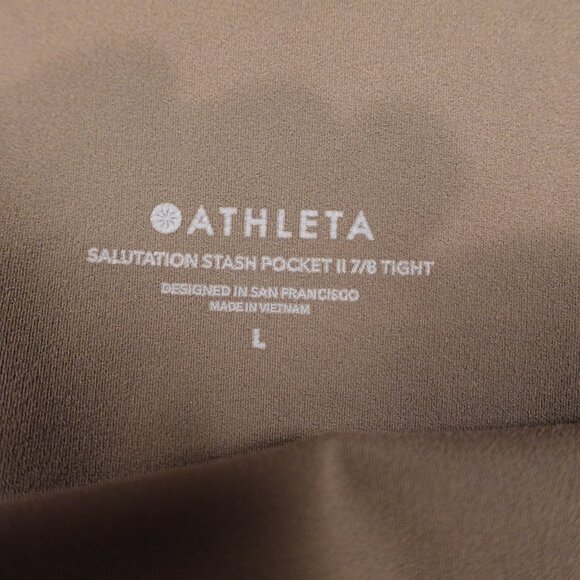 ATHLETA
SALUTATION STASH POCKET II 7/8 TIGHT
DESIGNED IN SAN FRANCISCO
MADE IN VIETNAM
L